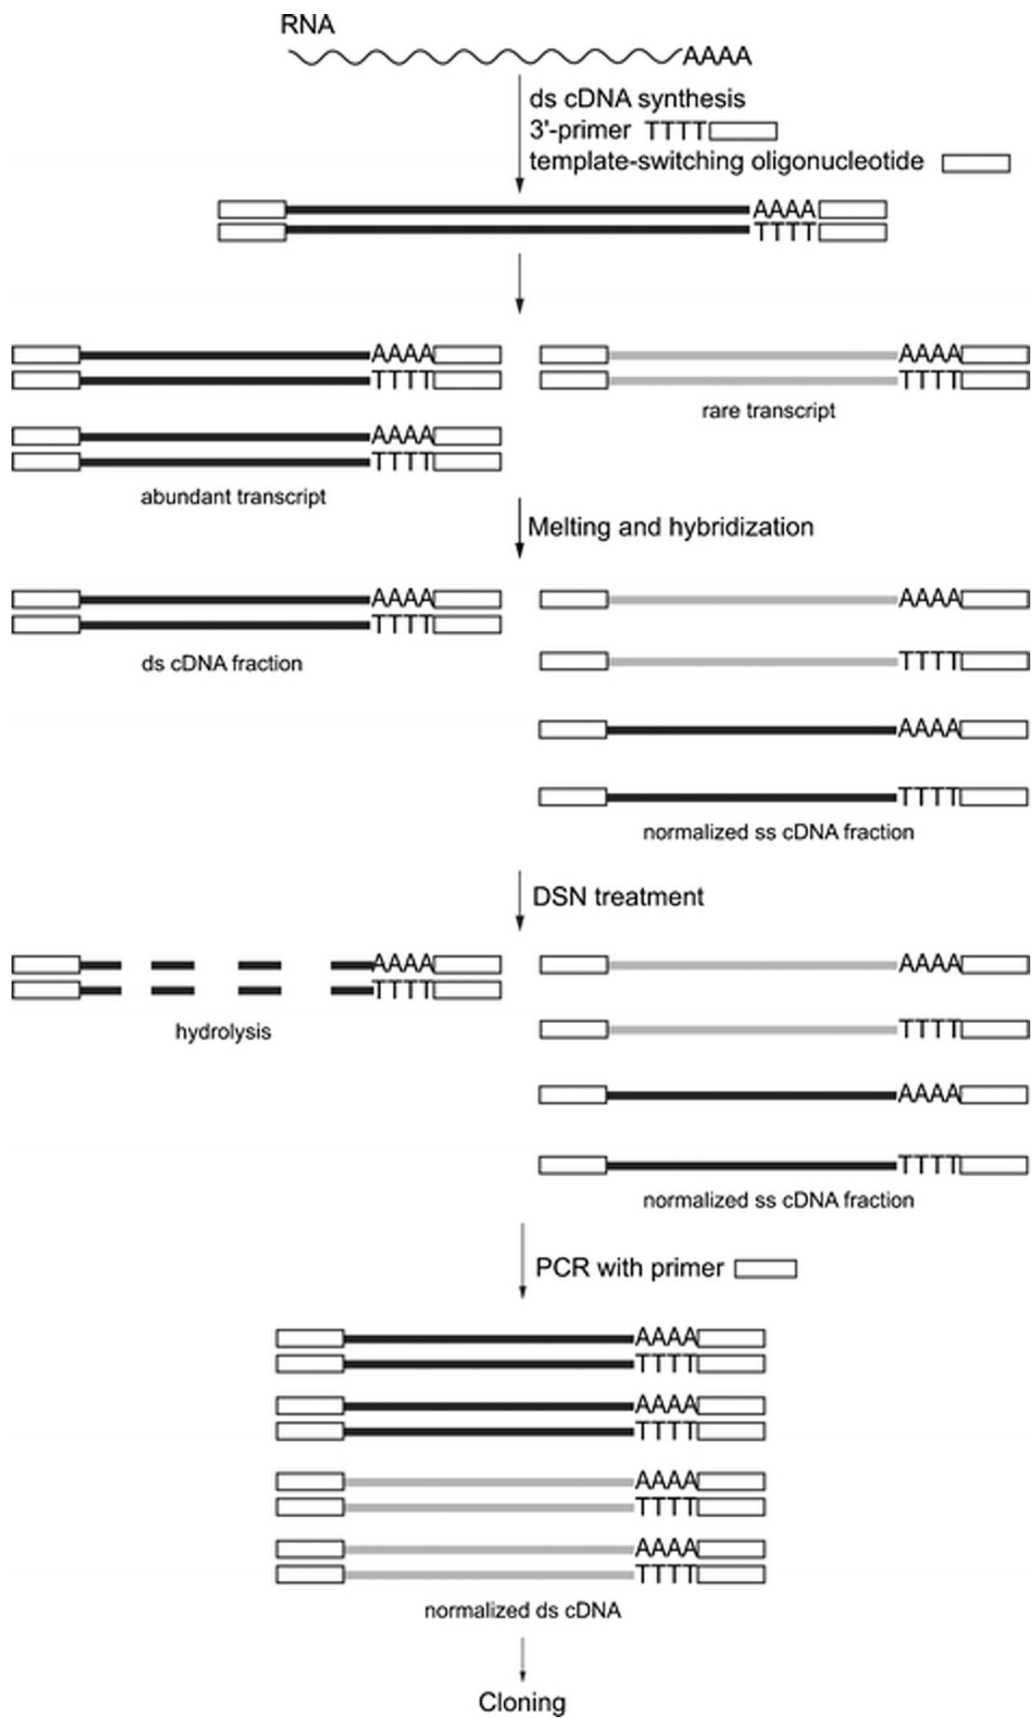 RNA
AAAA
ds cDNA synthesis
3'-primer TTTT
template-switching oligonucleotide
AAAA
TTTT
AAAA AAAA
TTTT TTTT
rare transcript
AAAA
TTTT
abundant transcript
Melting and hybridization
AAAA AAAA
TTTT
ds cDNA fraction
TTTT
AAAA
TTTT
normalized ss cDNA fraction
DSN treatment
AAAA AAAA
TTTT
hydrolysis
TTTT
AAAA
TTTT
normalized ss cDNA fraction
PCR with primer
AAAA
TTTT
AAAA
TTTT
AAAA
TTTT
AAAA
TTTT
normalized ds cDNA
Cloning